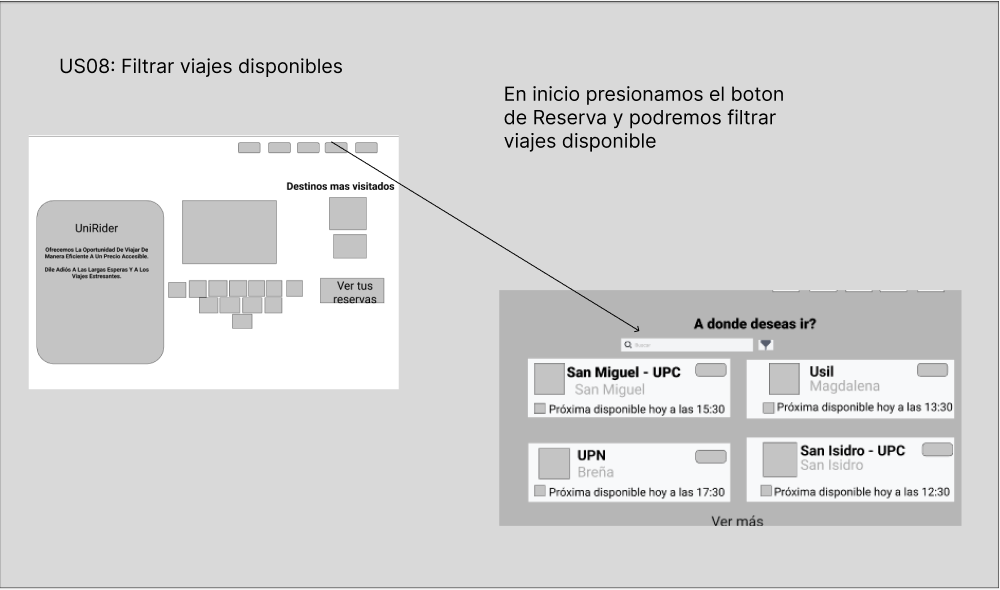 US08: Filtrar viajes disponibles
En inicio presionamos el boton
de Reserva y podremos filtrar
viajes disponible
Destinos mas visitados
UniRider
Ofrecemos La Oportunidad De Viajar De
Manera Eficiente A Un Precio Accesible.
Dile Adiós A Las Largas Esperas Y A Los
Viajes Estresantes.
Ver tus
reservas
A donde deseas ir?
Buscar
San Miguel - UPC
San Miguel
Próxima disponible hoy a las 15:30
Usil
Magdalena
Próxima disponible hoy a las 13:30
UPN
Breña
Próxima disponible hoy a las 17:30
San Isidro - UPC
San Isidro
Próxima disponible hoy a las 12:30
Ver más